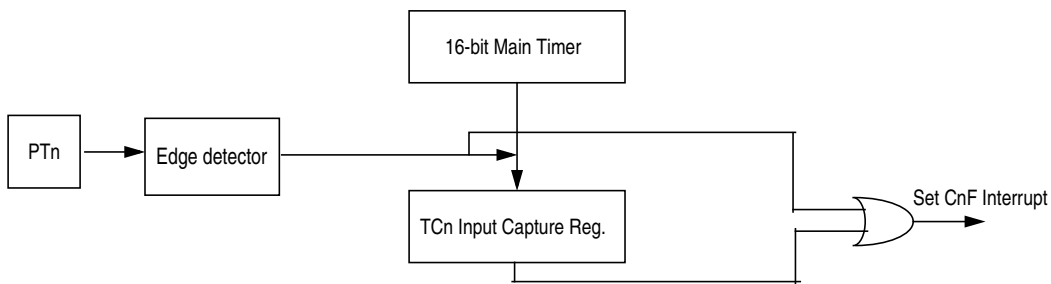 16-bit Main Timer
PTn
Edge detector
TCn Input Capture Reg.
Set CnF Interrupt